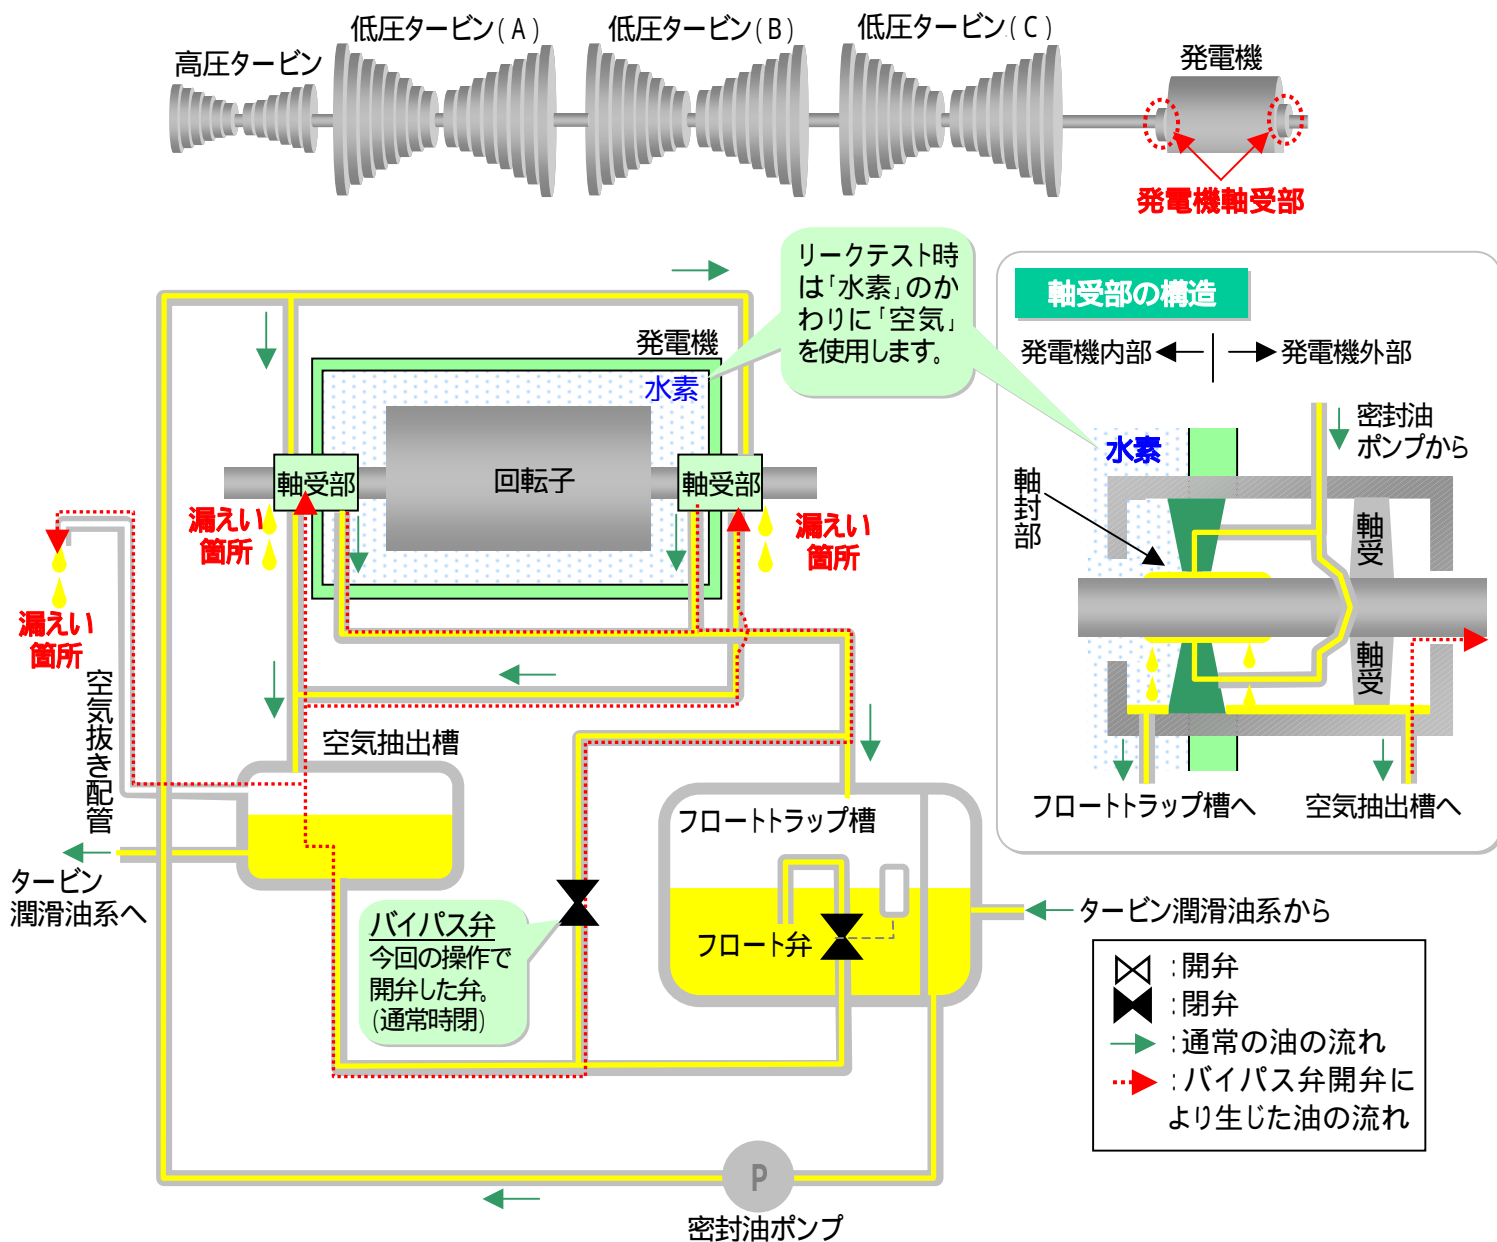 低圧タービン(A)
低圧タービン(B)
低圧タービン(C)
高圧タービン
発電機
発電機軸受部
リークテスト時
は「水素」のか
わりに「空気」
を使用します。
発電機
水素
回転子
軸受部
軸受部
漏えい
箇所
漏えい
箇所
漏えい
箇所
空気抜き配管
空気抽出槽
タービン
潤滑油系へ
バイパス弁
今回の操作で
開弁した弁。
(通常時閉)
フロートトラップ槽
フロート弁
タービン潤滑油系から
P
密封油ポンプ
軸受部の構造
発電機内部
発電機外部
密封油
ポンプから
水素
軸封部
軸受
軸受
フロートトラップ槽へ
空気抽出槽へ
:開弁
:閉弁
:通常の油の流れ
:バイパス弁開弁に
より生じた油の流れ